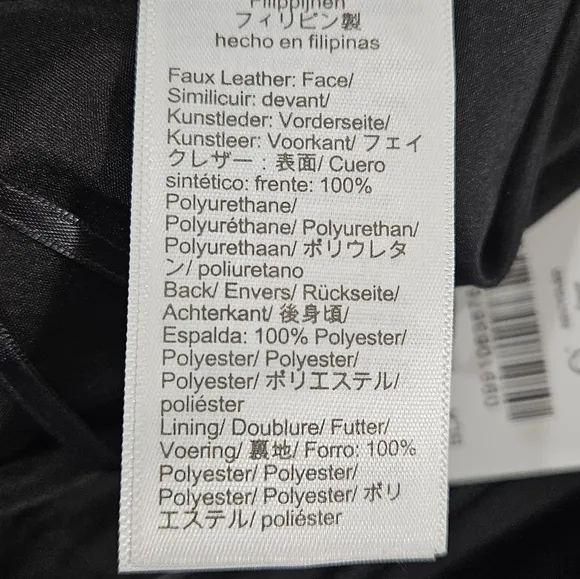 Filippijnen
フィリピン製
hecho en filipinas
Faux Leather: Face/
Similicuir: devant/
Kunstleder: Vorderseite/
Kunstleer: Voorkant/ フェイ
クレザー：表面/ Cuero
sintético: frente: 100%
Polyurethane/
Polyuréthane/ Polyurethan/
Polyurethaan/ ポリウレタ
ン/ poliuretano
Back/ Envers/ Rückseite/
Achterkant/ 後身頃/
Espalda: 100% Polyester/
Polyester/ Polyester/
Polyester/ ポリエステル/
poliéster
Lining/ Doublure/ Futter/
Voering/ 裏地/ Forro: 100%
Polyester/ Polyester/
Polyester/ Polyester/ ポリ
エステル/ poliéster